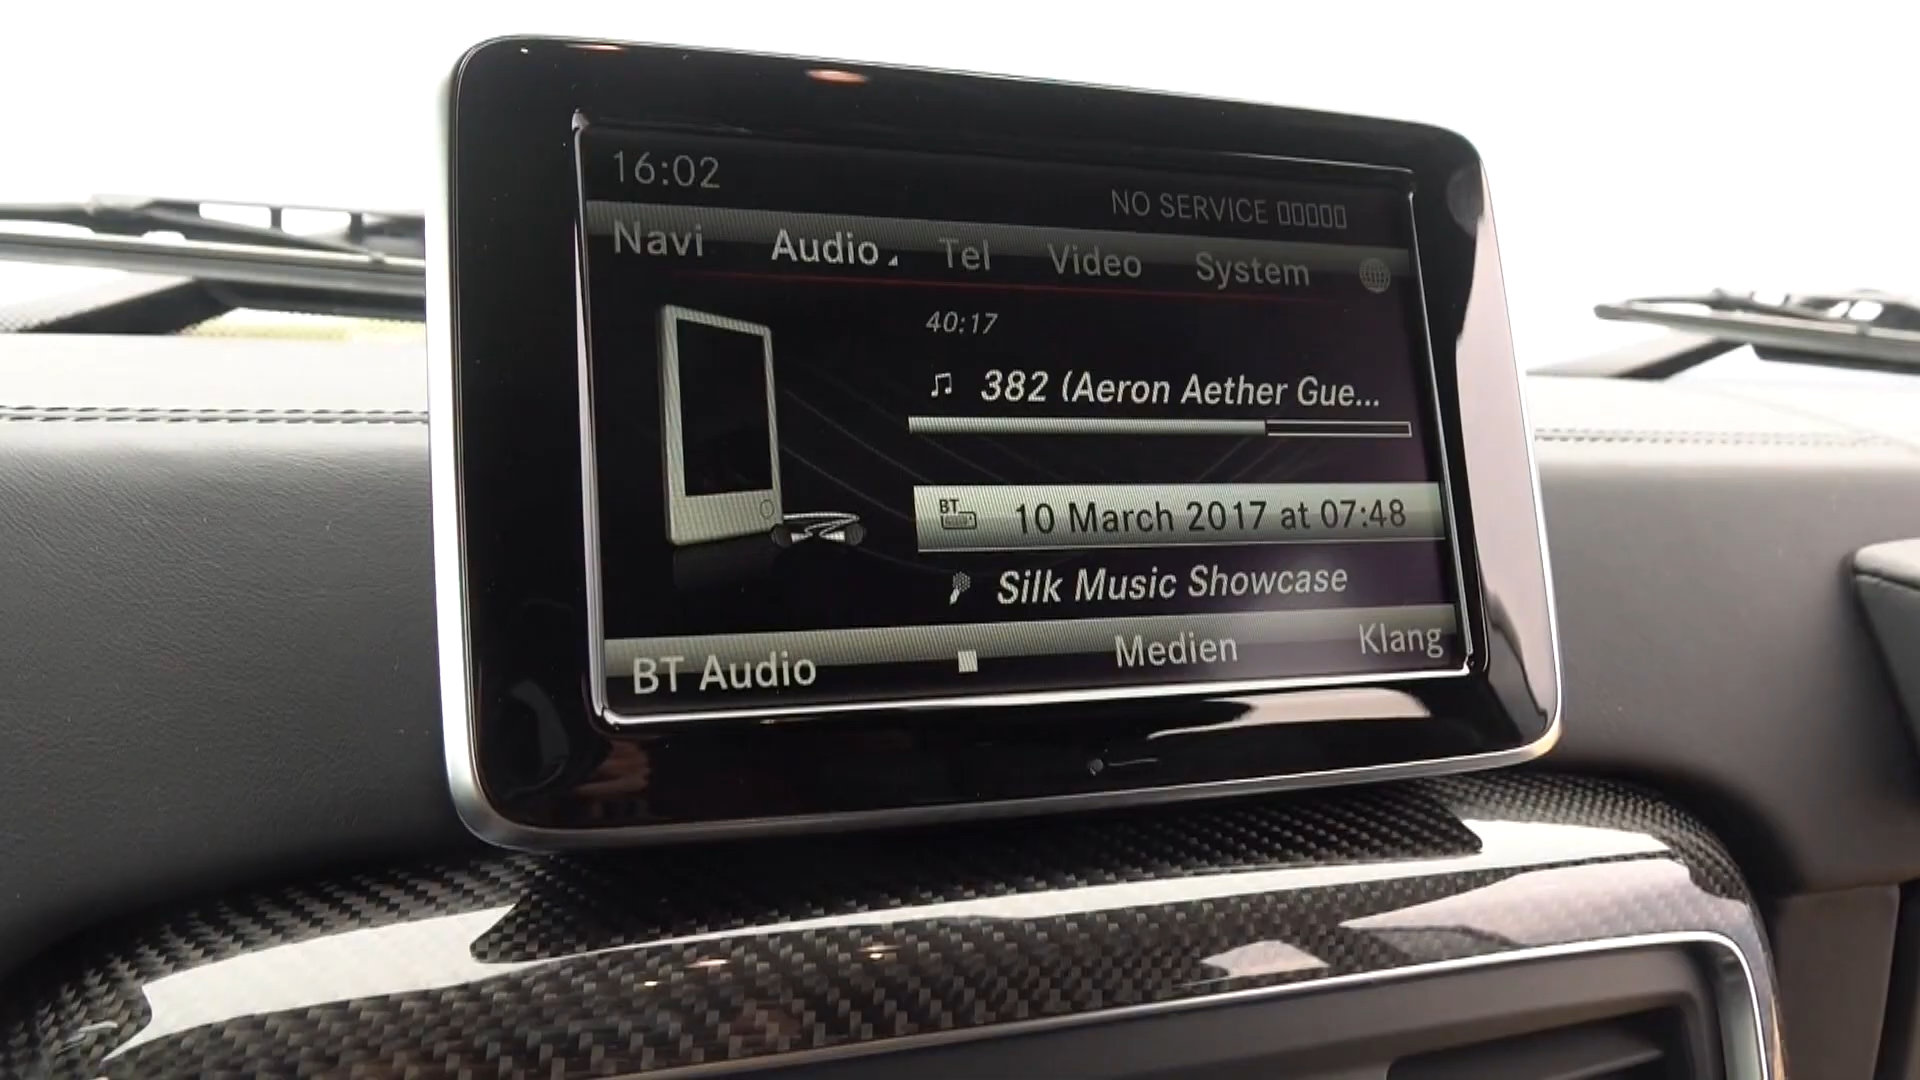 16:02
NO SERVICE
Navi Audio Tel Video System
40:17
382 (Aeron Aether Gue...
BT 10 March 2017 at 07:48
Silk Music Showcase
BT Audio Medien Klang